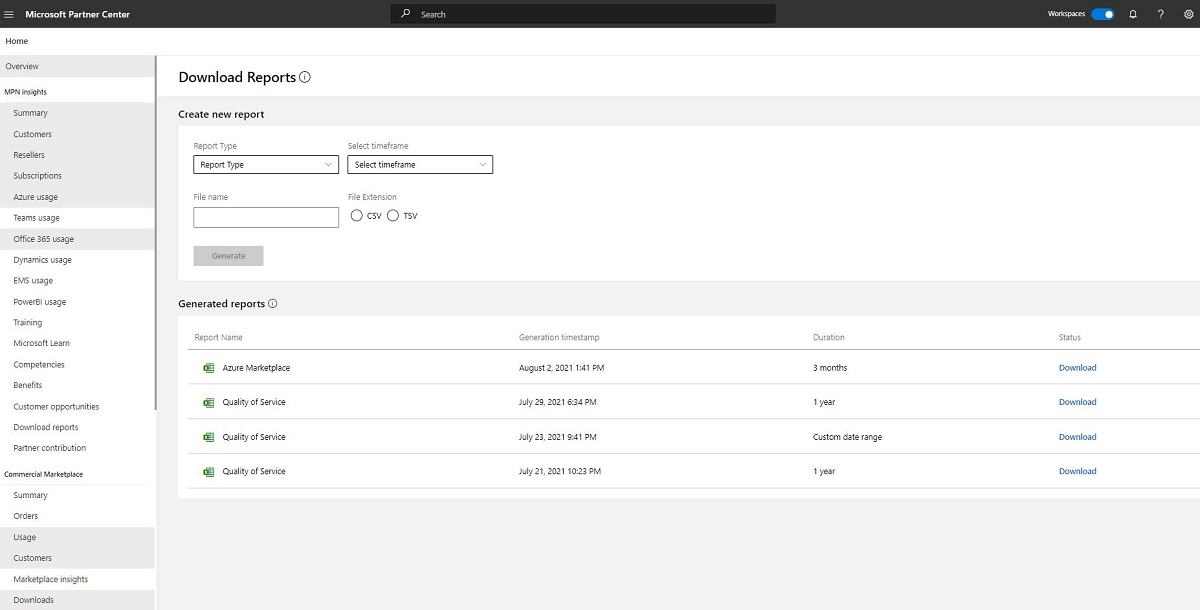 Microsoft Partner Center
Search
Workspaces
?
Home
Overview
MPN insights
Summary
Customers
Resellers
Subscriptions
Azure usage
Teams usage
Office 365 usage
Dynamics usage
EMS usage
PowerBI usage
Training
Microsoft Learn
Competencies
Benefits
Customer opportunities
Download reports
Partner contribution
Commercial Marketplace
Summary
Orders
Usage
Customers
Marketplace insights
Downloads
Download Reports
Create new report
Report Type Select timeframe
Report Type Select timeframe
File name File Extension
CSV TSV
Generate
Generated reports
Report Name Generation timestamp Duration Status
Azure Marketplace August 2, 2021 1:41 PM 3 months Download
Quality of Service July 29, 2021 6:34 PM 1 year Download
Quality of Service July 23, 2021 9:41 PM Custom date range Download
Quality of Service July 21, 2021 10:23 PM 1 year Download